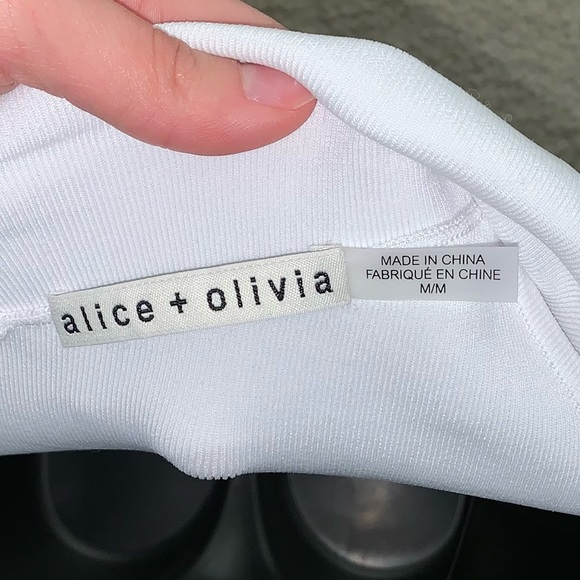 alice + olivia
MADE IN CHINA
FABRIQUÉ EN CHINE
M/M